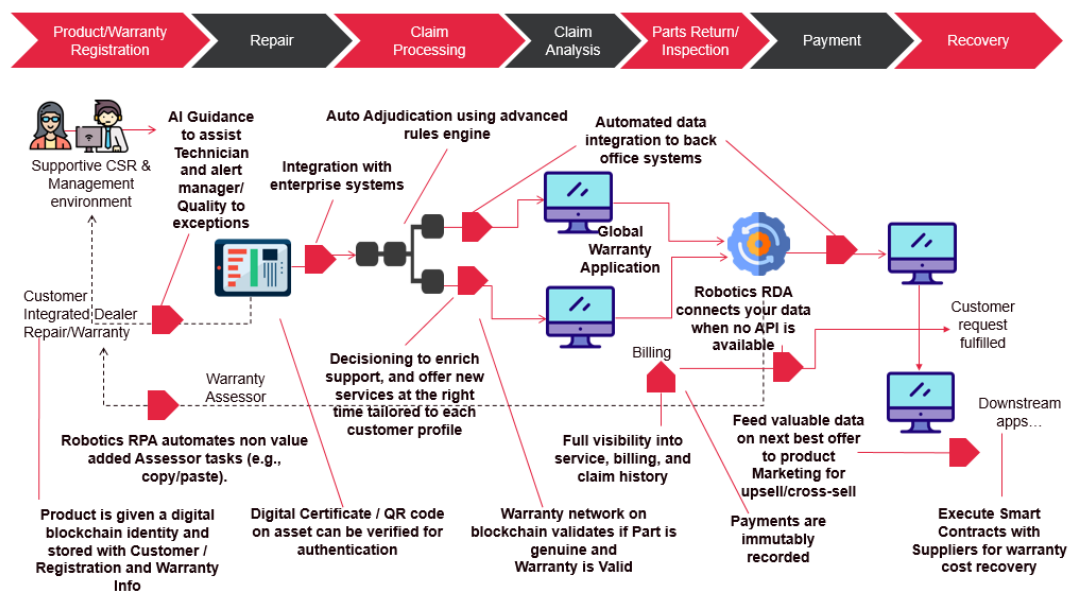 Product/Warranty
Registration
Repair
Claim
Processing
Claim
Analysis
Parts Return/
Inspection
Payment
Recovery
Supportive CSR &
Management
environment
AI Guidance
to assist
Technician
and alert
manager/
Quality to
exceptions
Integration with
enterprise systems
Auto Adjudication using advanced
rules engine
Automated data
integration to back
office systems
Global
Warranty
Application
Customer
Integrated Dealer
Repair/Warranty
Robotics RDA
connects your data
when no API is
available
Customer
request
fulfilled
Decisioning to enrich
support, and offer new
services at the right
time tailored to each
customer profile
Billing
Warranty
Assessor
Downstream
apps…
Robotics RPA automates non value
added Assessor tasks (e.g.,
copy/paste).
Full visibility into
service, billing, and
claim history
Feed valuable data
on next best offer
to product
Marketing for
upsell/cross-sell
Product is given a digital
blockchain identity and
stored with Customer /
Registration and Warranty
Info
Digital Certificate / QR code
on asset can be verified for
authentication
Warranty network on
blockchain validates if Part is
genuine and
Warranty is Valid
Payments are
immutably
recorded
Execute Smart
Contracts with
Suppliers for warranty
cost recovery